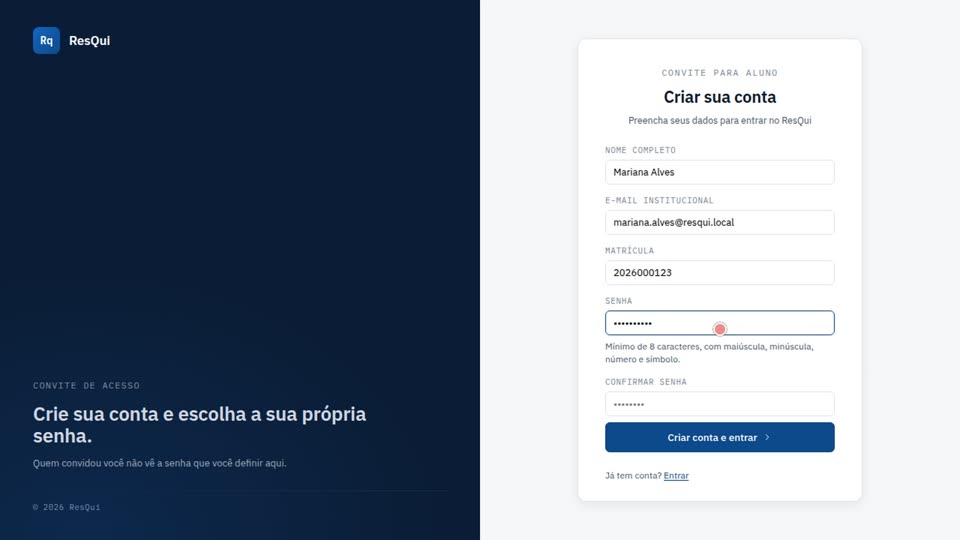 Rq ResQui
CONVITE DE ACESSO
Crie sua conta e escolha a sua própria
senha.
Quem convidou você não vê a senha que você definir aqui.
© 2026 ResQui
CONVITE PARA ALUNO
Criar sua conta
Preencha seus dados para entrar no ResQui
NOME COMPLETO
Mariana Alves
E-MAIL INSTITUCIONAL
mariana.alves@resqui.local
MATRÍCULA
2026000123
SENHA
••••••••••
Mínimo de 8 caracteres, com maiúscula, minúscula,
número e símbolo.
CONFIRMAR SENHA
••••••••
Criar conta e entrar
Já tem conta? Entrar